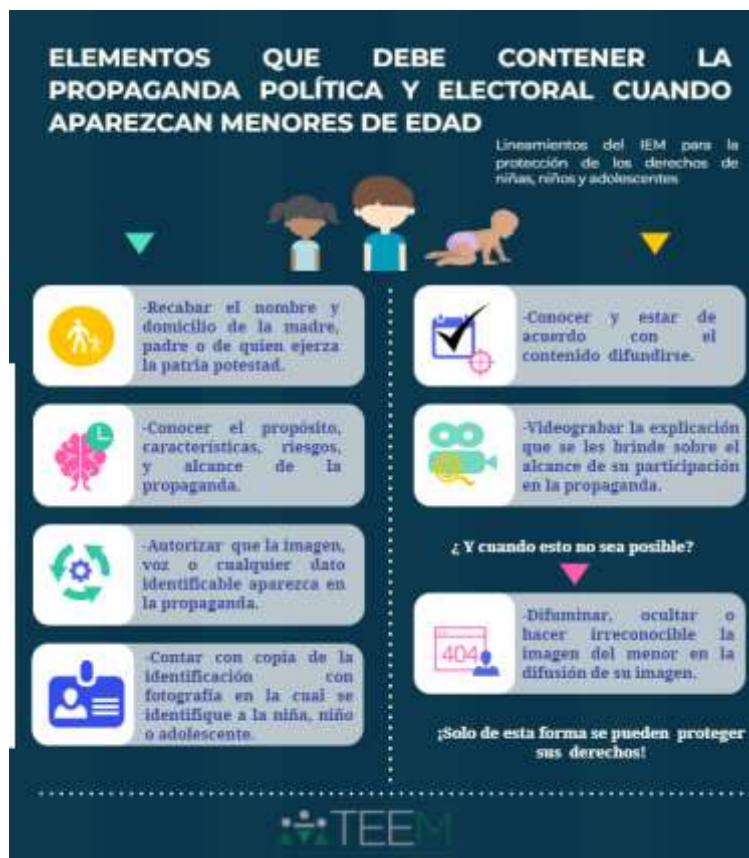 ELEMENTOS QUE DEBE CONTENER LA
PROPAGANDA POLÍTICA Y ELECTORAL CUANDO
APAREZCAN MENORES DE EDAD
Lineamientos del IEM para la
protección de los derechos de
niñas, niños y adolescentes
-Recabar el nombre y
domicilio de la madre,
padre o de quien ejerza
la patria potestad.
-Conocer el propósito,
características, riesgos,
y alcance de la
propaganda.
-Autorizar que la imagen,
voz o cualquier dato
identificable aparezca en
la propaganda.
-Contar con copia de la
identificación con
fotografía en la cual se
identifique a la niña, niño
o adolescente.
-Conocer y estar de
acuerdo con el
contenido difundirse.
-Videograbar la explicación
que se les brinde sobre el
alcance de su participación
en la propaganda.
¿Y cuando esto no sea posible?
404
-Difuminar, ocultar o
hacer irreconocible la
imagen del menor en la
difusión de su imagen.
¡Solo de esta forma se pueden proteger
sus derechos!
TEEM